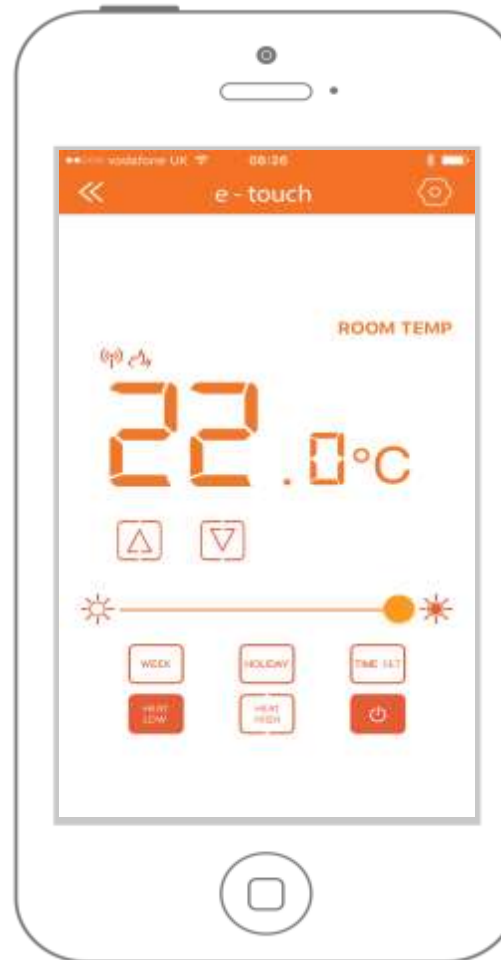 vodafone UK 08:26
e - touch
ROOM TEMP
22.0°C
WEEK HOLIDAY TIME SET
HEAT LOW HEAT HIGH